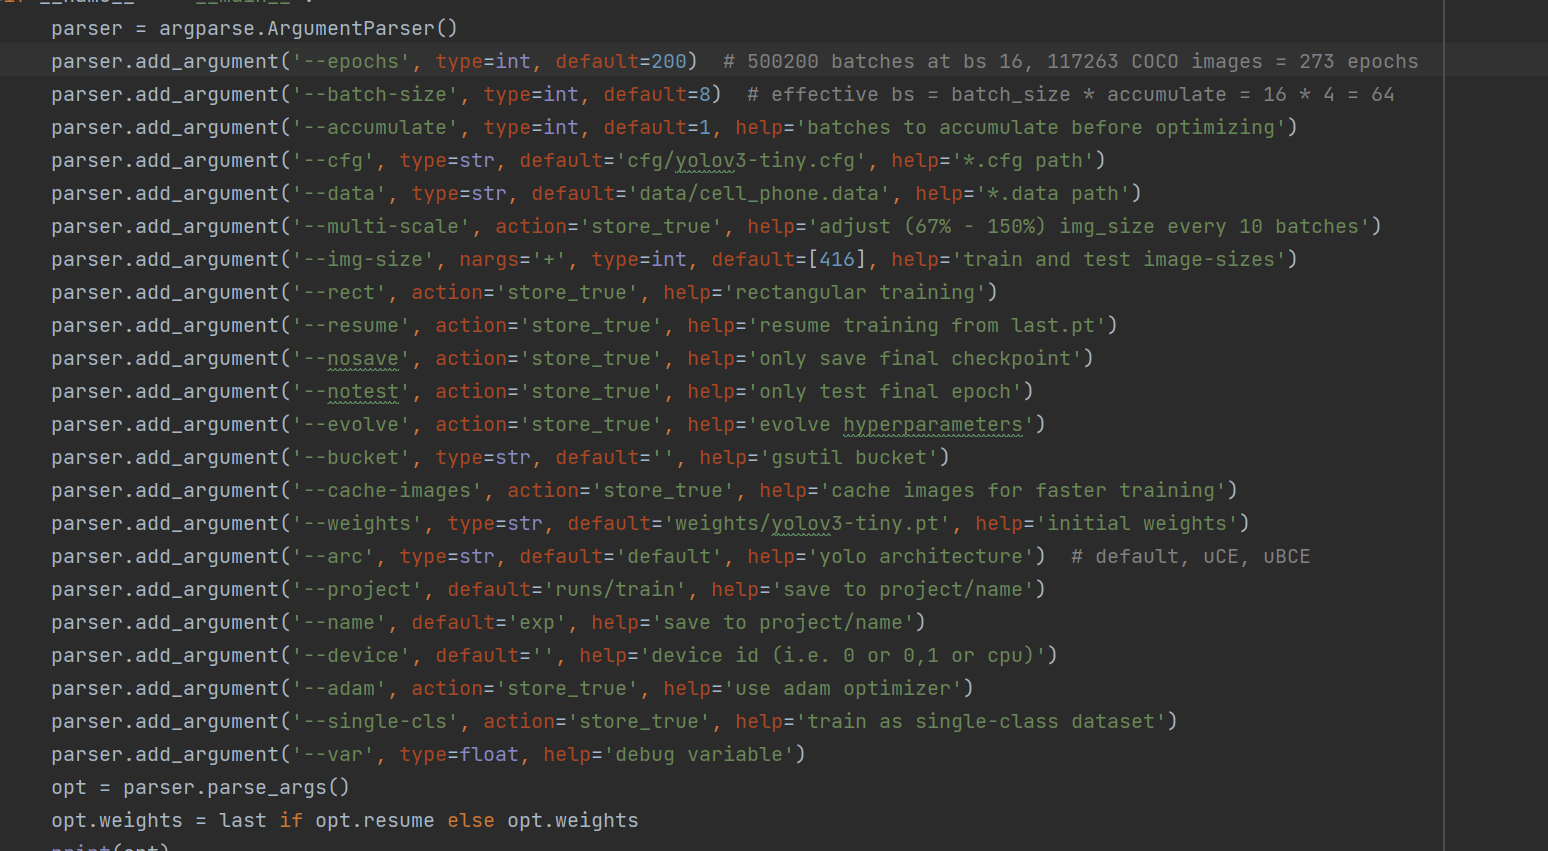 if __name__ == '__main__':
parser = argparse.ArgumentParser()
parser.add_argument('--epochs', type=int, default=200)  # 500200 batches at bs 16, 117263 COCO images = 273 epochs
parser.add_argument('--batch-size', type=int, default=8)  # effective bs = batch_size * accumulate = 16 * 4 = 64
parser.add_argument('--accumulate', type=int, default=1, help='batches to accumulate before optimizing')
parser.add_argument('--cfg', type=str, default='cfg/yolov3-tiny.cfg', help='*.cfg path')
parser.add_argument('--data', type=str, default='data/cell_phone.data', help='*.data path')
parser.add_argument('--multi-scale', action='store_true', help='adjust (67% - 150%) img_size every 10 batches')
parser.add_argument('--img-size', nargs='+', type=int, default=[416], help='train and test image-sizes')
parser.add_argument('--rect', action='store_true', help='rectangular training')
parser.add_argument('--resume', action='store_true', help='resume training from last.pt')
parser.add_argument('--nosave', action='store_true', help='only save final checkpoint')
parser.add_argument('--notest', action='store_true', help='only test final epoch')
parser.add_argument('--evolve', action='store_true', help='evolve hyperparameters')
parser.add_argument('--bucket', type=str, default='', help='gsutil bucket')
parser.add_argument('--cache-images', action='store_true', help='cache images for faster training')
parser.add_argument('--weights', type=str, default='weights/yolov3-tiny.pt', help='initial weights')
parser.add_argument('--arc', type=str, default='default', help='yolo architecture')  # default, uCE, uBCE
parser.add_argument('--project', default='runs/train', help='save to project/name')
parser.add_argument('--name', default='exp', help='save to project/name')
parser.add_argument('--device', default='', help='device id (i.e. 0 or 0,1 or cpu)')
parser.add_argument('--adam', action='store_true', help='use adam optimizer')
parser.add_argument('--single-cls', action='store_true', help='train as single-class dataset')
parser.add_argument('--var', type=float, help='debug variable')
opt = parser.parse_args()
opt.weights = last if opt.resume else opt.weights
print(opt)